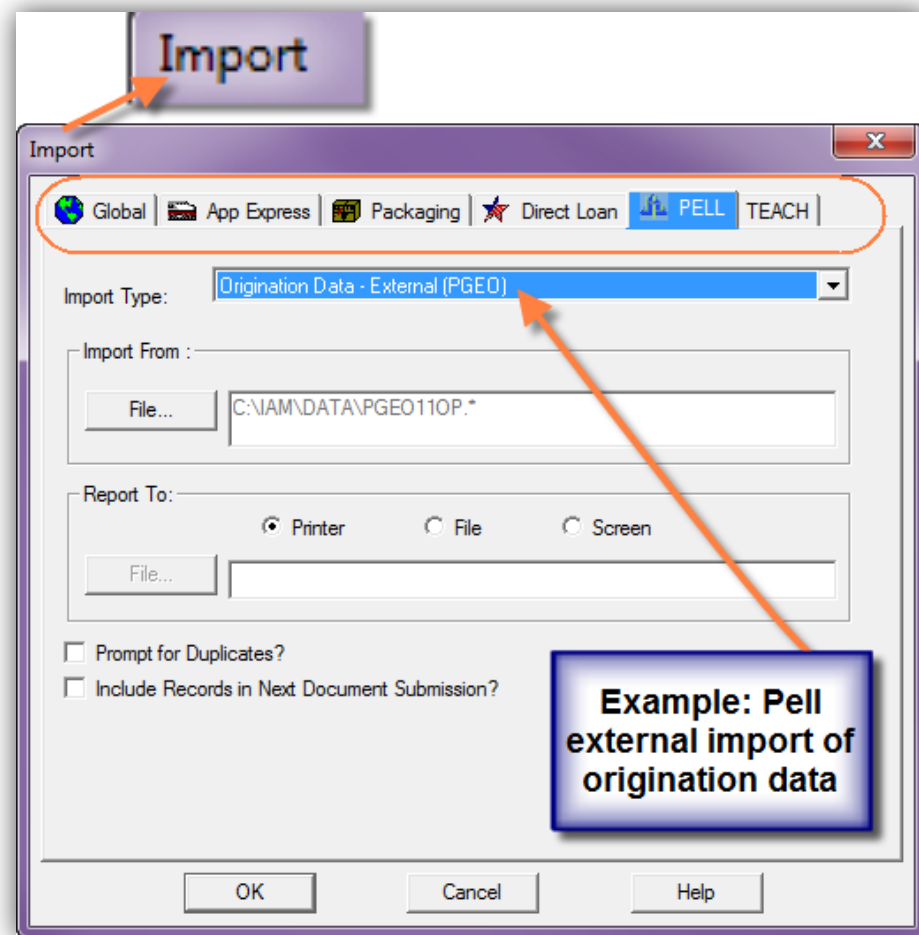 Import
Import
Global App Express Packaging Direct Loan PELL TEACH
Import Type: Origination Data - External (PGEO)
Import From :
File... C:\IAM\DATA\PGEO11OP.*
Report To:
Printer File Screen
File...
Prompt for Duplicates?
Include Records in Next Document Submission?
Example: Pell
external import of
origination data
OK Cancel Help